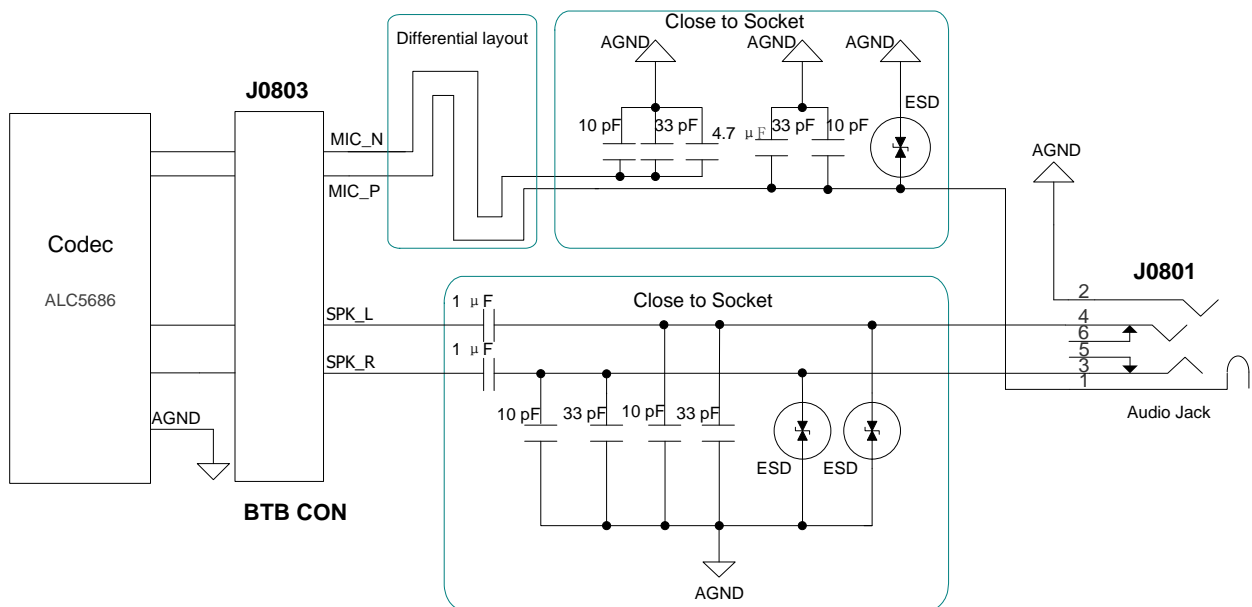 Close to Socket
Differential layout
AGND
AGND
AGND
J0803
ESD
10 pF
33 pF
4.7 μF
33 pF
10 pF
MIC_N
MIC_P
AGND
Codec
ALC5686
J0801
Close to Socket
1 μF
SPK_L
1 μF
SPK_R
2
4
6
5
3
1
Audio Jack
10 pF
33 pF
10 pF
33 pF
ESD
ESD
AGND
BTB CON
AGND